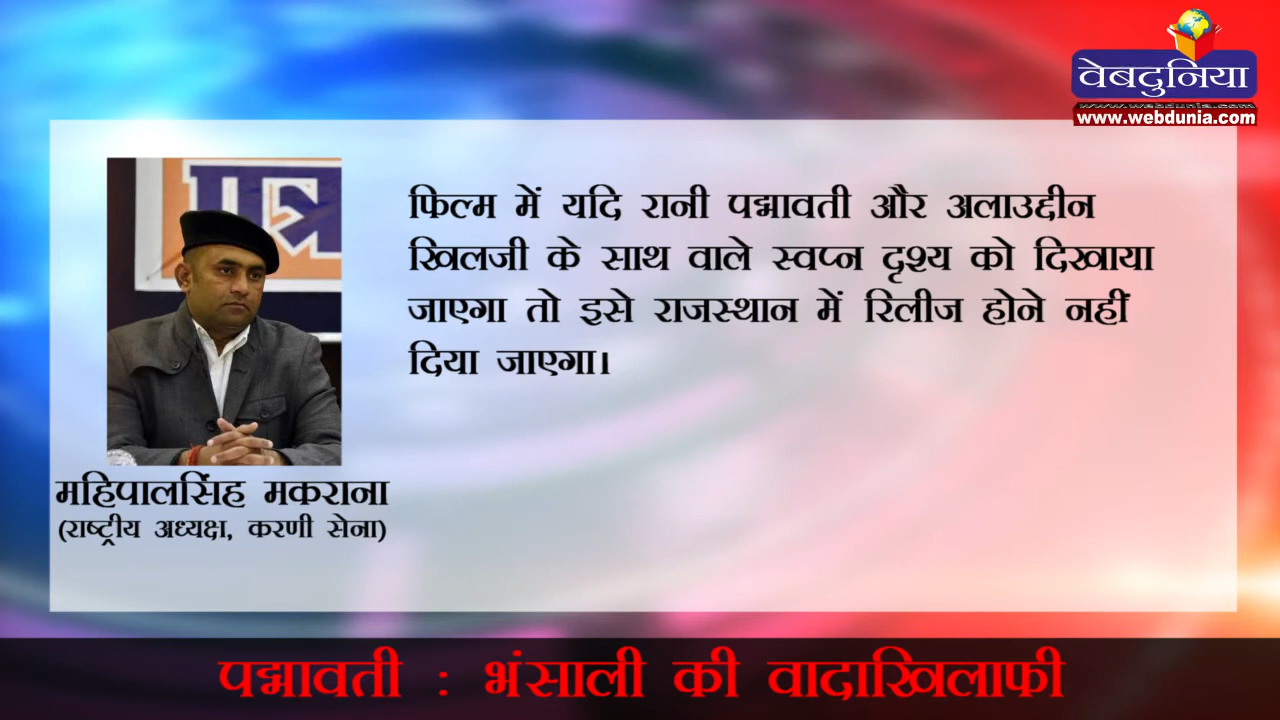 वेबदुनिया
www.webdunia.com
फिल्म में यदि रानी पद्मावती और अलाउद्दीन
खिलजी के साथ वाले स्वप्न दृश्य को दिखाया
जाएगा तो इसे राजस्थान में रिलीज होने नहीं
दिया जाएगा।
महिपालसिंह मकराना
(राष्ट्रीय अध्यक्ष, करणी सेना)
पद्मावती : भंसाली की वादाखिलाफी